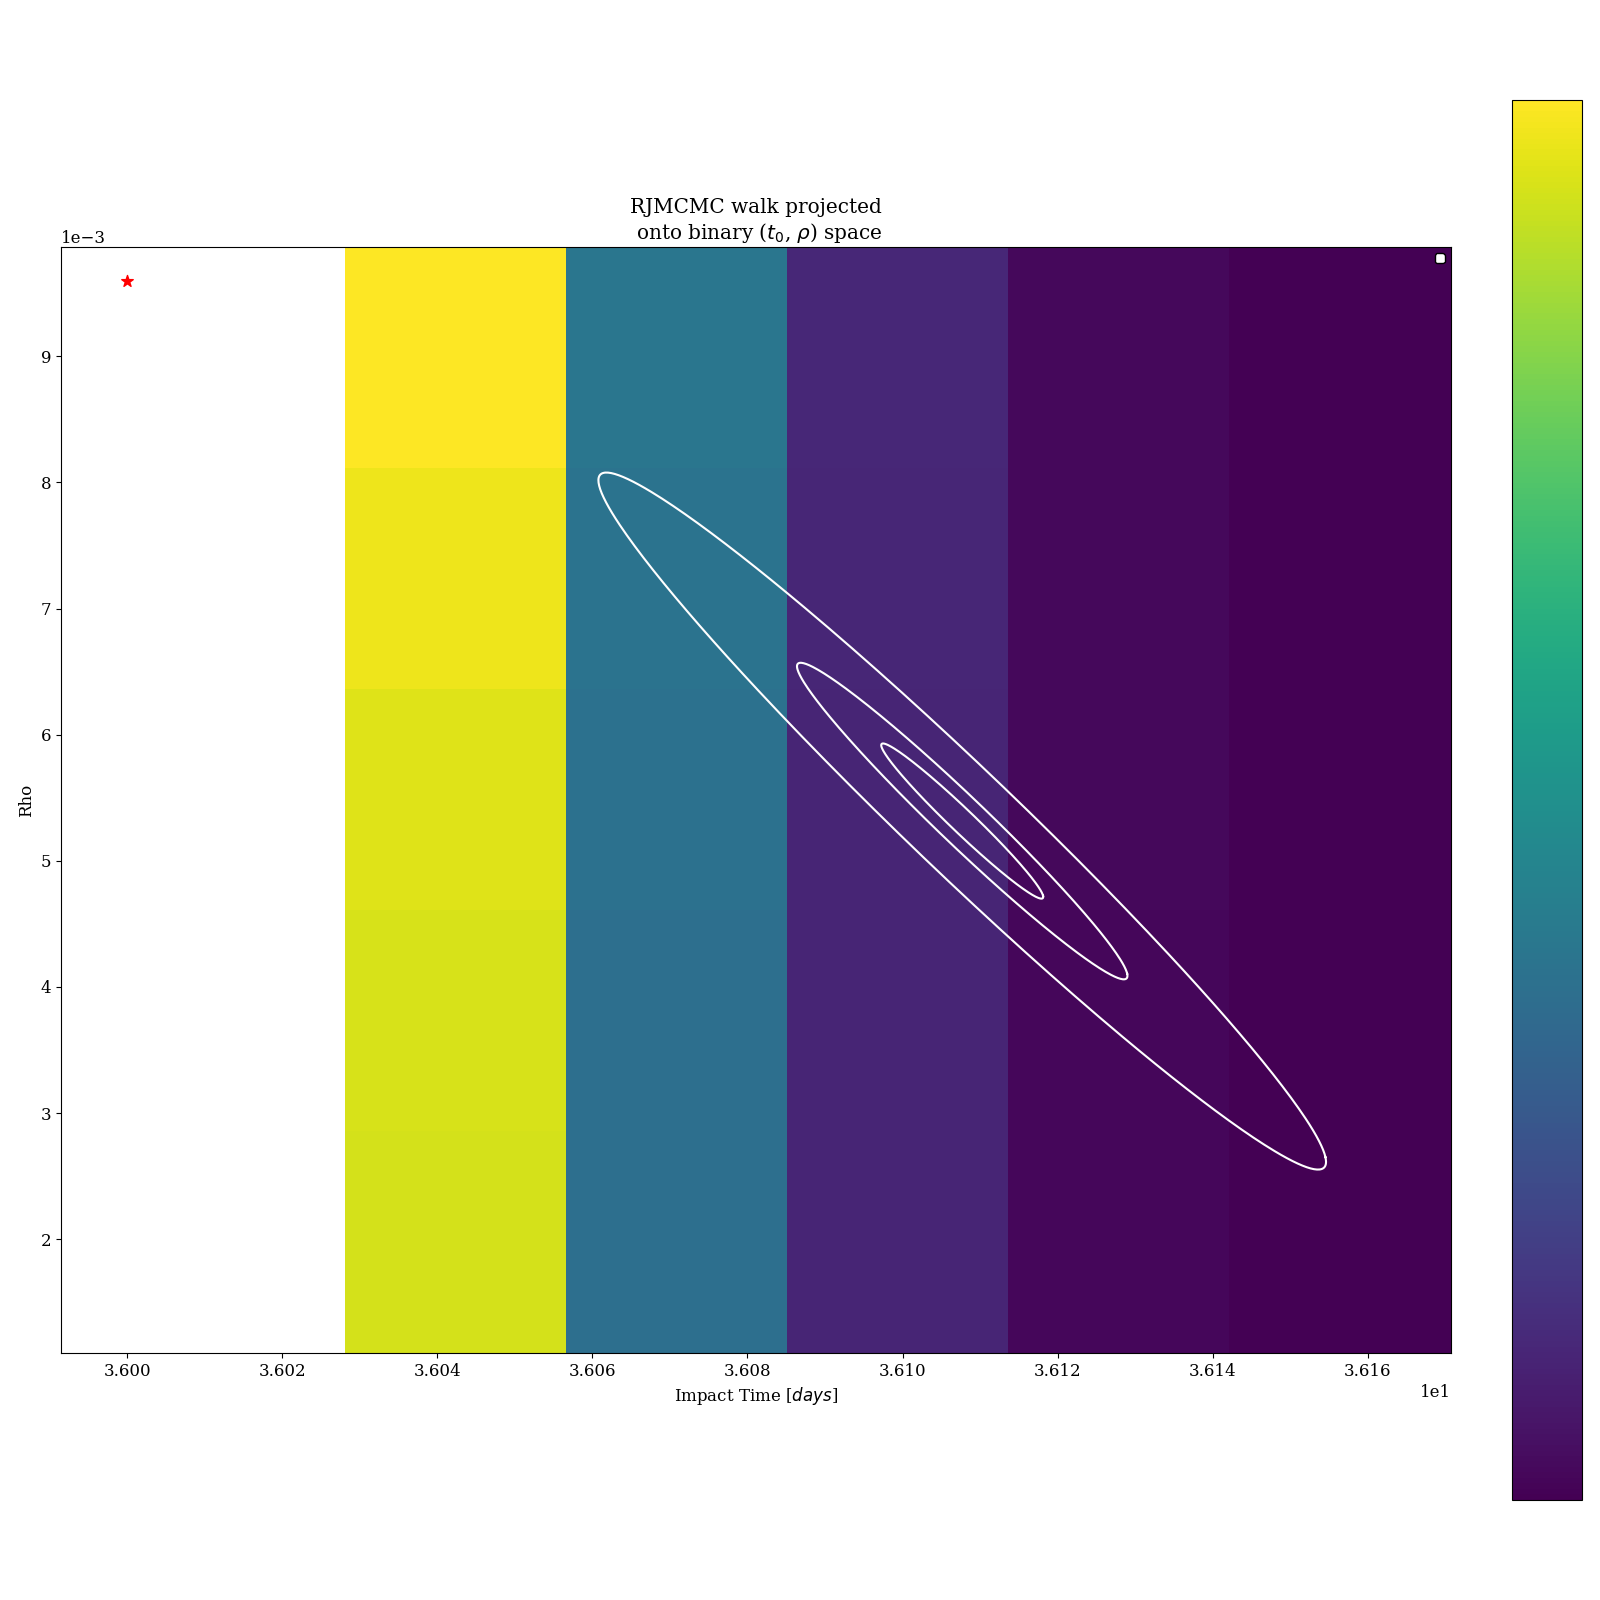 RJMCMC walk projected
onto binary (t₀, ρ) space
1e−3
9
8
7
6
5
4
3
2
Rho
3.600 3.602 3.604 3.606 3.608 3.610 3.612 3.614 3.616
1e1
Impact Time [days]